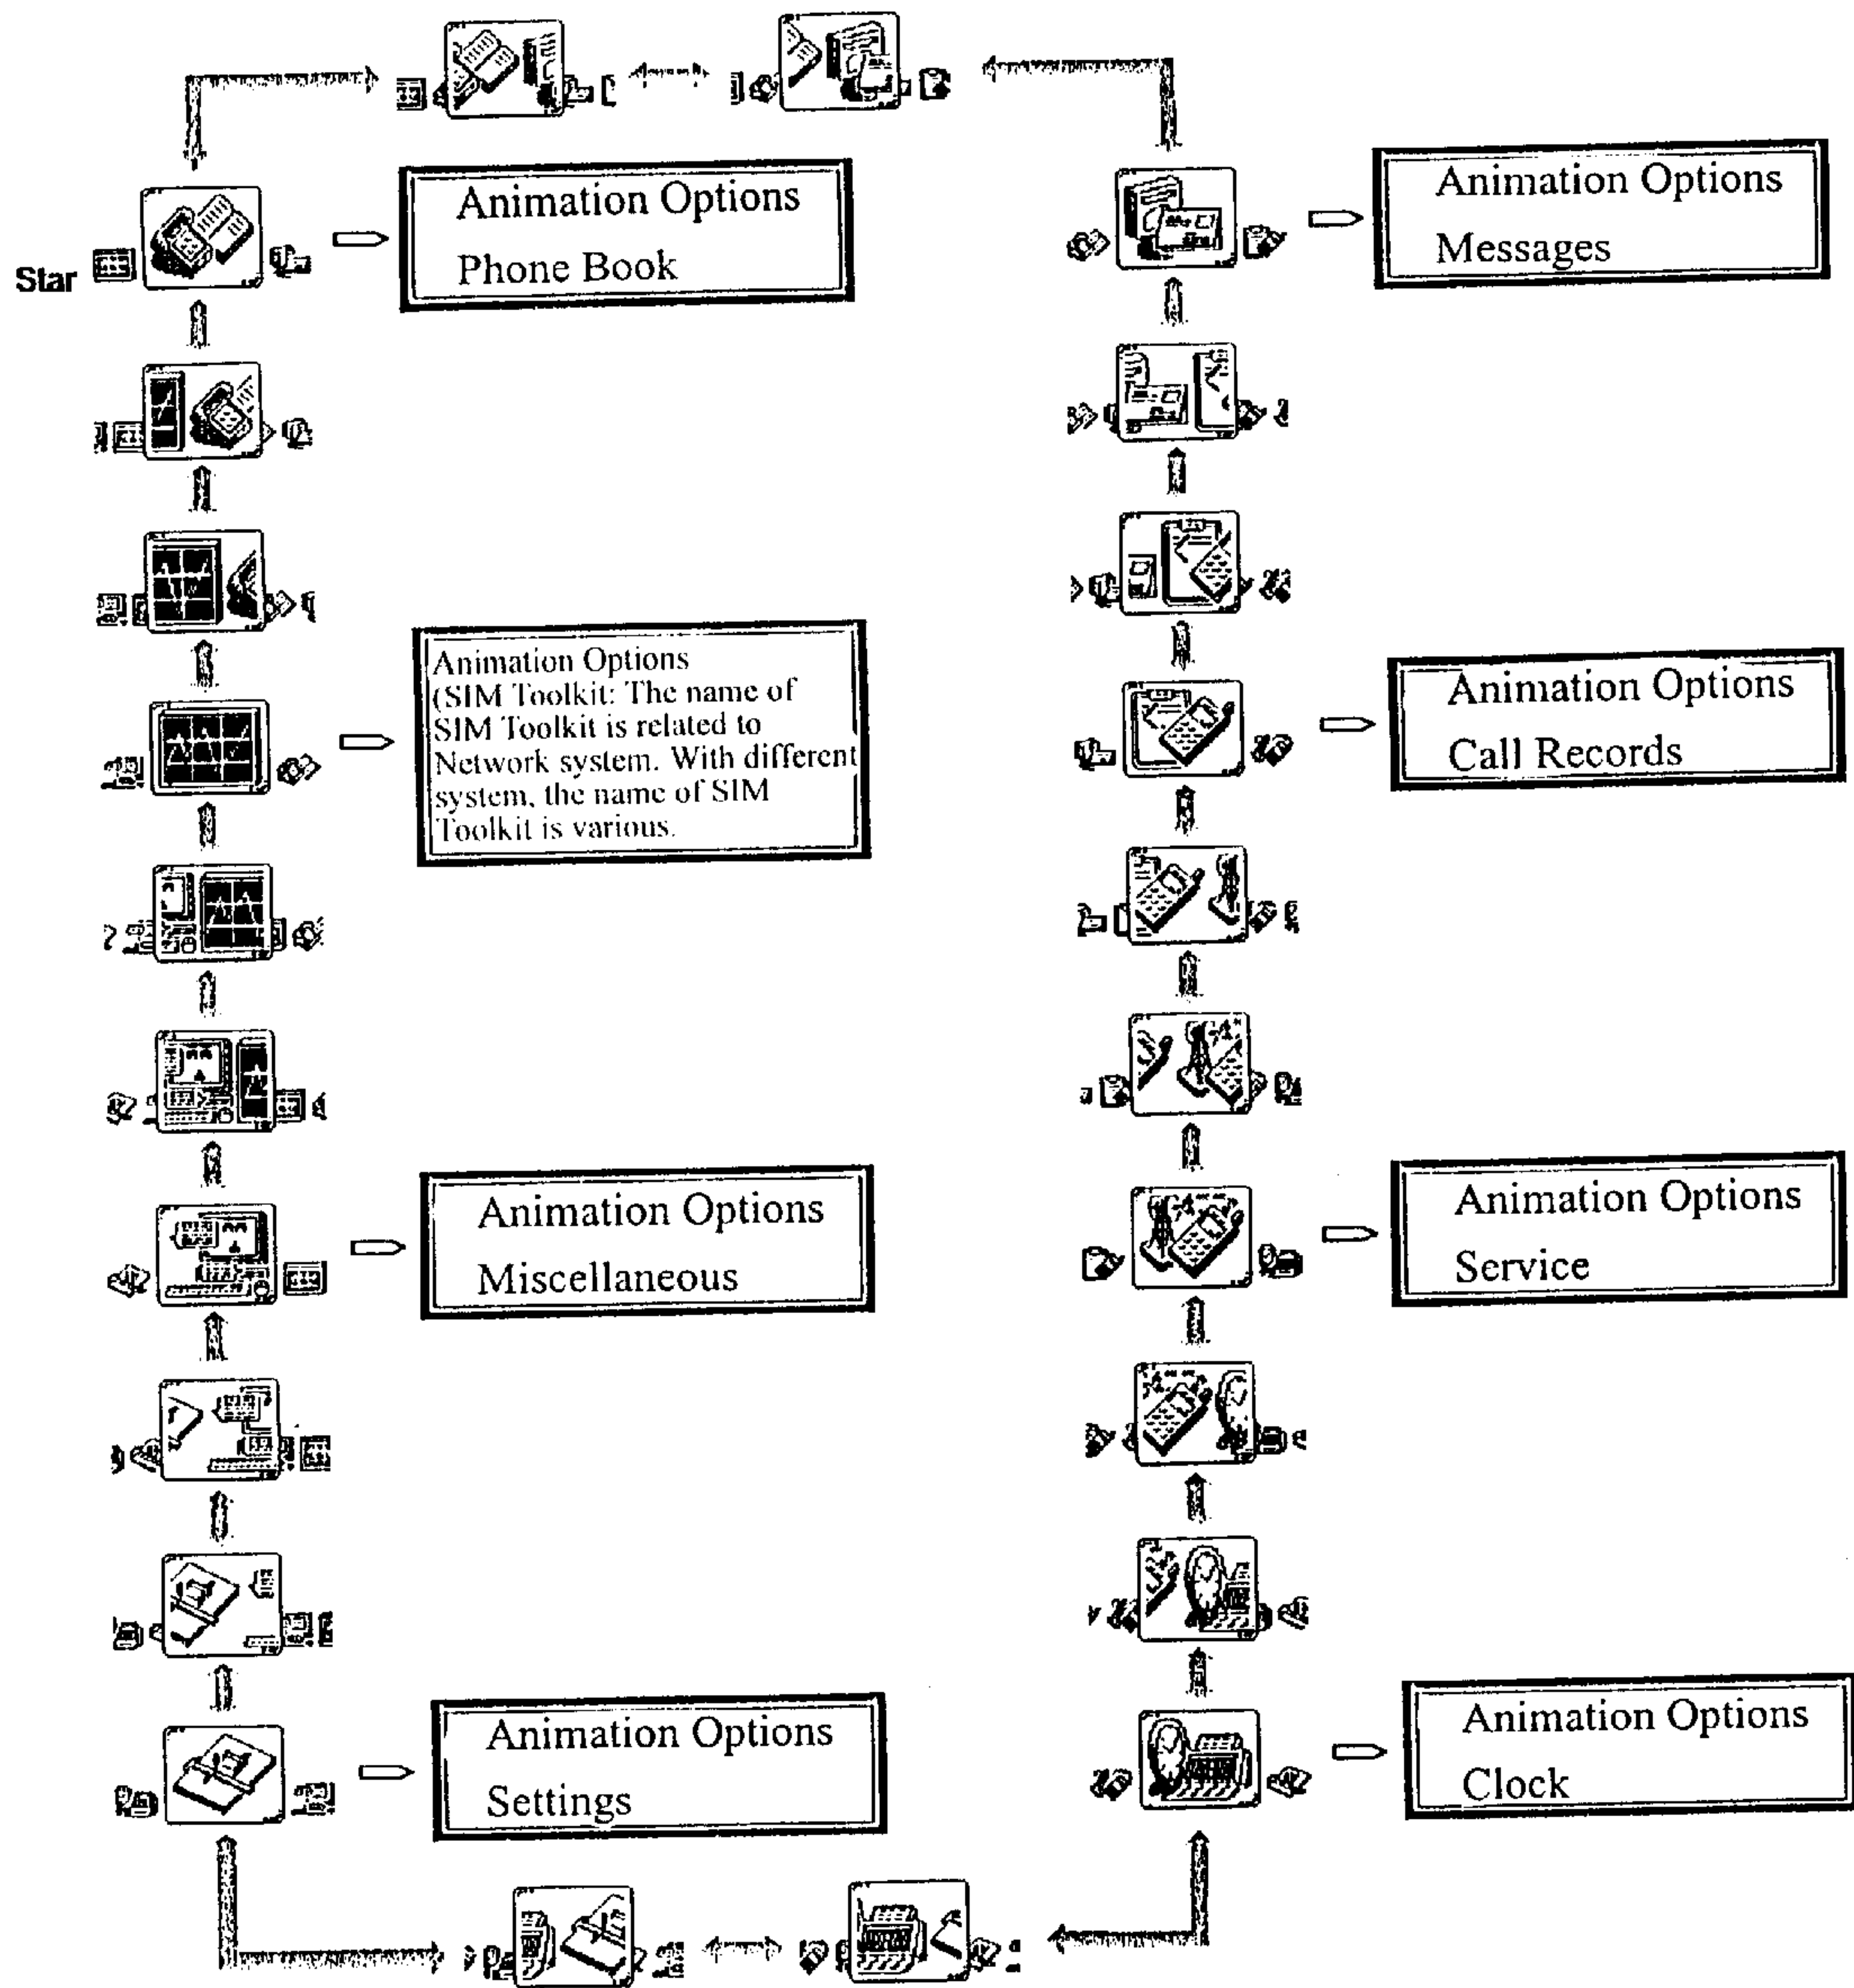 Animation Options
Phone Book
Star
Animation Options
Messages
Animation Options
(SIM Toolkit: The name of
SIM Toolkit is related to
Network system. With different
system, the name of SIM
Toolkit is various.
Animation Options
Call Records
Animation Options
Miscellaneous
Animation Options
Service
Animation Options
Settings
Animation Options
Clock